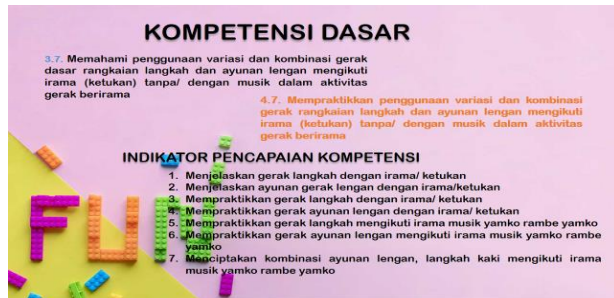 KOMPETENSI DASAR
3.7. Memahami penggunaan variasi dan kombinasi gerak
dasar rangkaian langkah dan ayunan lengan mengikuti
irama (ketukan) tanpa/ dengan musik dalam aktivitas
gerak berirama
4.7. Mempraktikkan penggunaan variasi dan kombinasi
gerak rangkaian langkah dan ayunan lengan mengikuti
irama (ketukan) tanpa/ dengan musik dalam aktivitas
gerak berirama
INDIKATOR PENCAPAIAN KOMPETENSI
1. Menjelaskan gerak langkah dengan irama/ ketukan
2. Menjelaskan ayunan gerak lengan dengan irama/ketukan
3. Mempraktikkan gerak langkah dengan irama/ ketukan
4. Mempraktikkan gerak ayunan lengan dengan irama/ ketukan
5. Mempraktikkan gerak langkah mengikuti irama musik yamko rambe yamko
6. Mempraktikkan gerak ayunan lengan mengikuti irama musik yamko rambe
yamko
7. Menciptakan kombinasi ayunan lengan, langkah kaki mengikuti irama
musik yamko rambe yamko
FUN